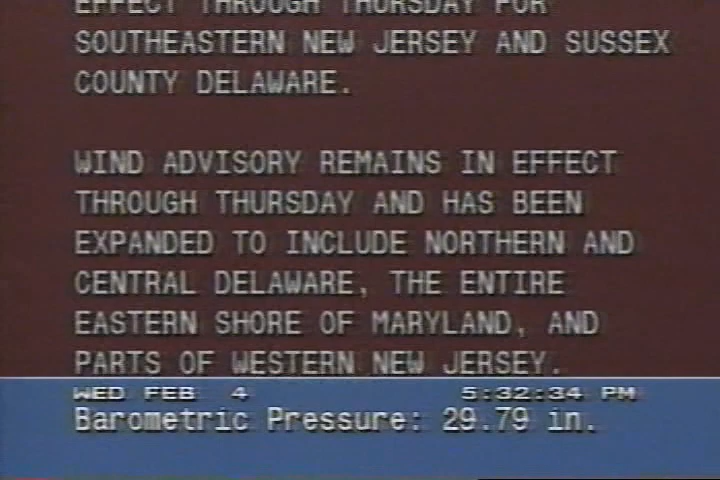 EFFECT THROUGH THURSDAY FOR
SOUTHEASTERN NEW JERSEY AND SUSSEX
COUNTY DELAWARE.
WIND ADVISORY REMAINS IN EFFECT
THROUGH THURSDAY AND HAS BEEN
EXPANDED TO INCLUDE NORTHERN AND
CENTRAL DELAWARE, THE ENTIRE
EASTERN SHORE OF MARYLAND, AND
PARTS OF WESTERN NEW JERSEY.
WED FEB 4 5:32:34 PM
Barometric Pressure: 29.79 in.